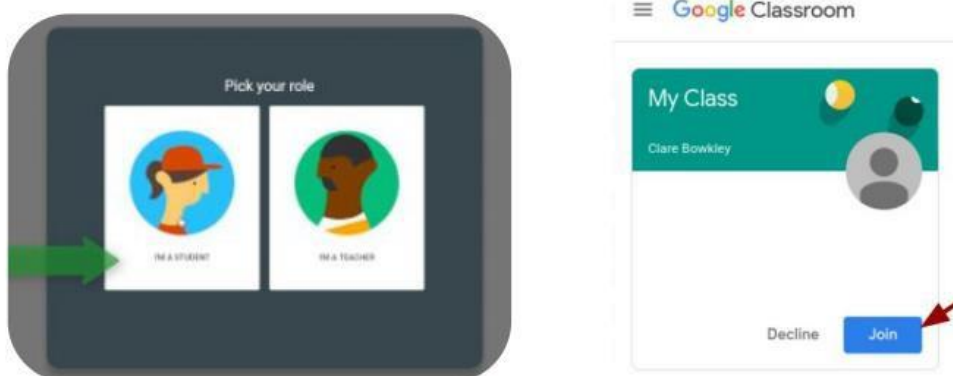 Pick your role
I'M A STUDENT
I'M A TEACHER
Google Classroom
My Class
Clare Bowkley
Decline
Join